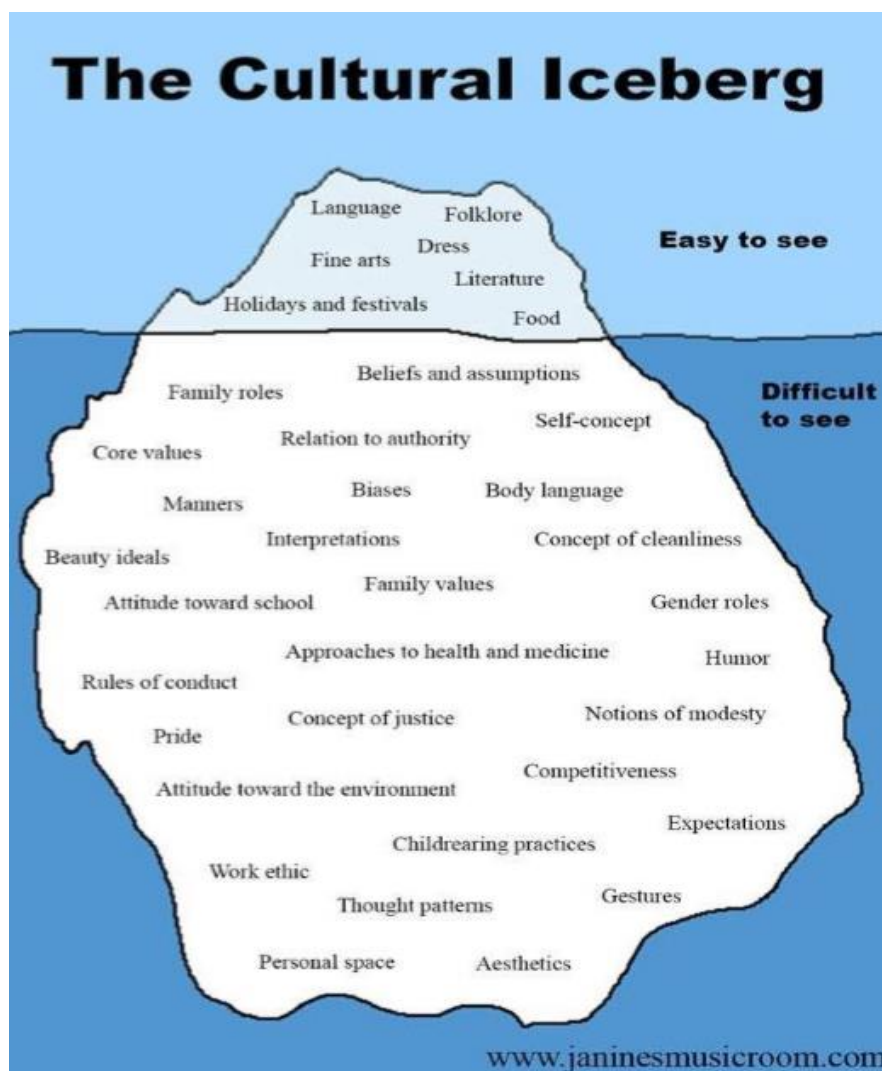 The Cultural Iceberg
Language
Folklore
Dress
Fine arts
Easy to see
Literature
Holidays and festivals
Food
Beliefs and assumptions
Family roles
Difficult
to see
Self-concept
Relation to authority
Core values
Biases
Body language
Manners
Interpretations
Concept of cleanliness
Beauty ideals
Family values
Attitude toward school
Gender roles
Approaches to health and medicine
Humor
Rules of conduct
Notions of modesty
Concept of justice
Pride
Competitiveness
Attitude toward the environment
Expectations
Childrearing practices
Work ethic
Gestures
Thought patterns
Personal space
Aesthetics
www.janinesmusicroom.com